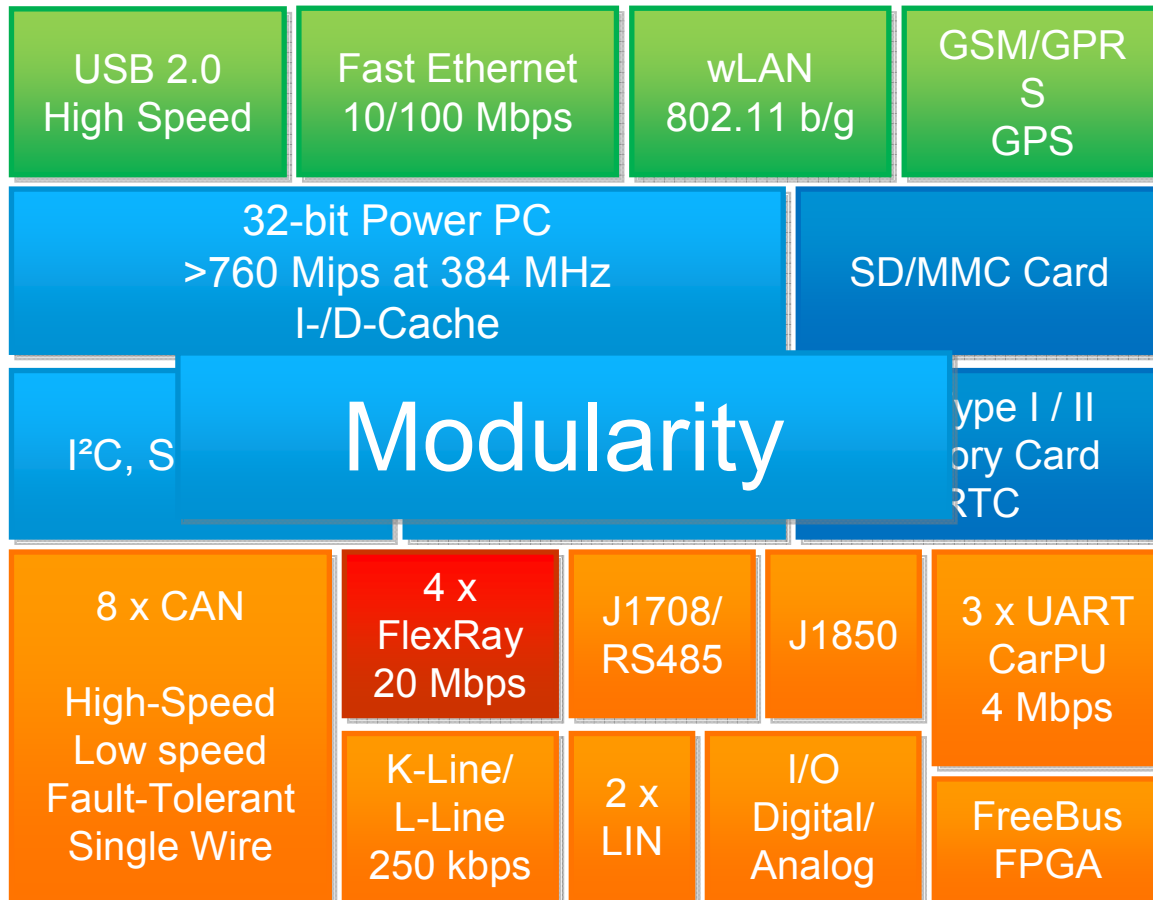 USB 2.0
High Speed
Fast Ethernet
10/100 Mbps
wLAN
802.11 b/g
GSM/GPR
S
GPS
32-bit Power PC
>760 Mips at 384 MHz
I-/D-Cache
SD/MMC Card
I²C, S
Modularity
ype I / II
ory Card
RTC
8 x CAN
High-Speed
Low speed
Fault-Tolerant
Single Wire
4 x
FlexRay
20 Mbps
J1708/
RS485
J1850
3 x UART
CarPU
4 Mbps
K-Line/
L-Line
250 kbps
2 x
LIN
I/O
Digital/
Analog
FreeBus
FPGA